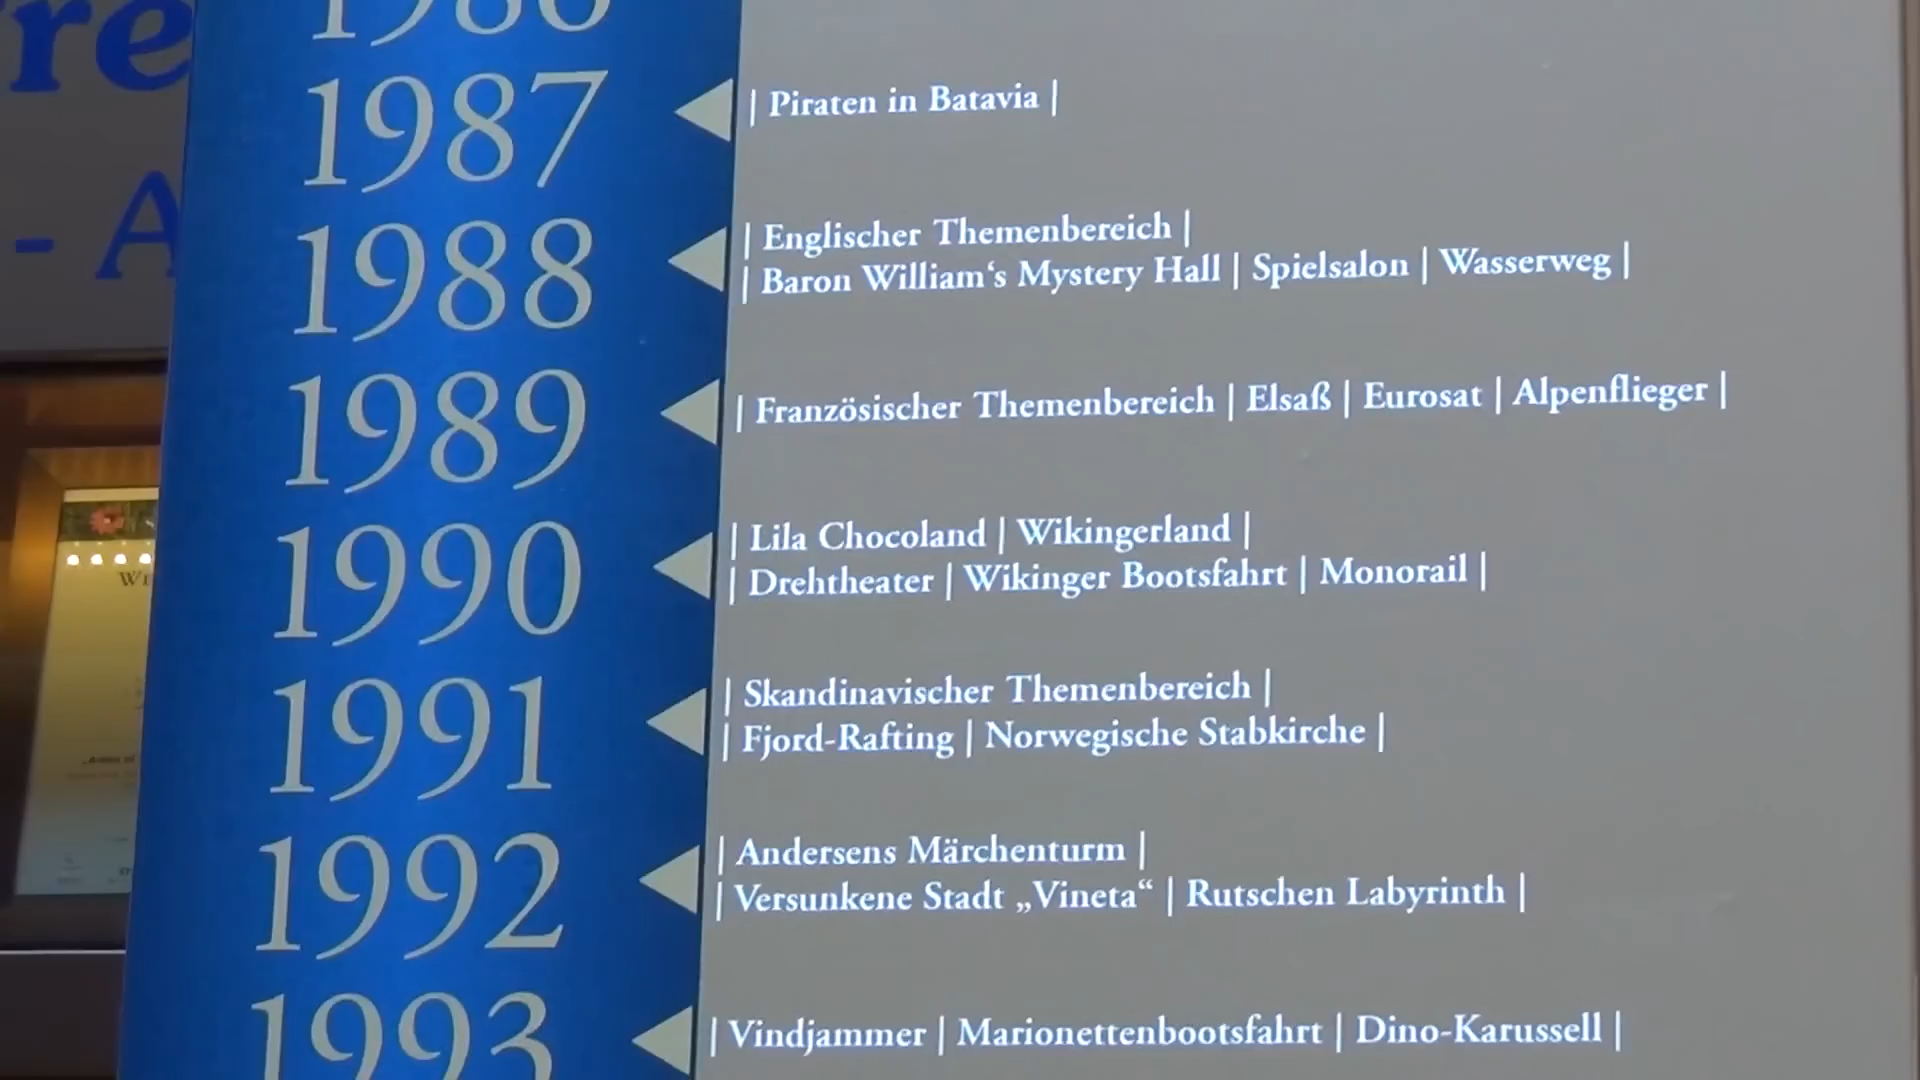 re
- A
1986
1987
| Piraten in Batavia |
1988
| Englischer Themenbereich |
| Baron William‘s Mystery Hall | Spielsalon | Wasserweg |
1989
| Französischer Themenbereich | Elsaß | Eurosat | Alpenflieger |
1990
| Lila Chocoland | Wikingerland |
| Drehtheater | Wikinger Bootsfahrt | Monorail |
1991
| Skandinavischer Themenbereich |
| Fjord-Rafting | Norwegische Stabkirche |
1992
| Andersens Märchenturm |
| Versunkene Stadt „Vineta“ | Rutschen Labyrinth |
1993
| Vindjammer | Marionettenbootsfahrt | Dino-Karussell |